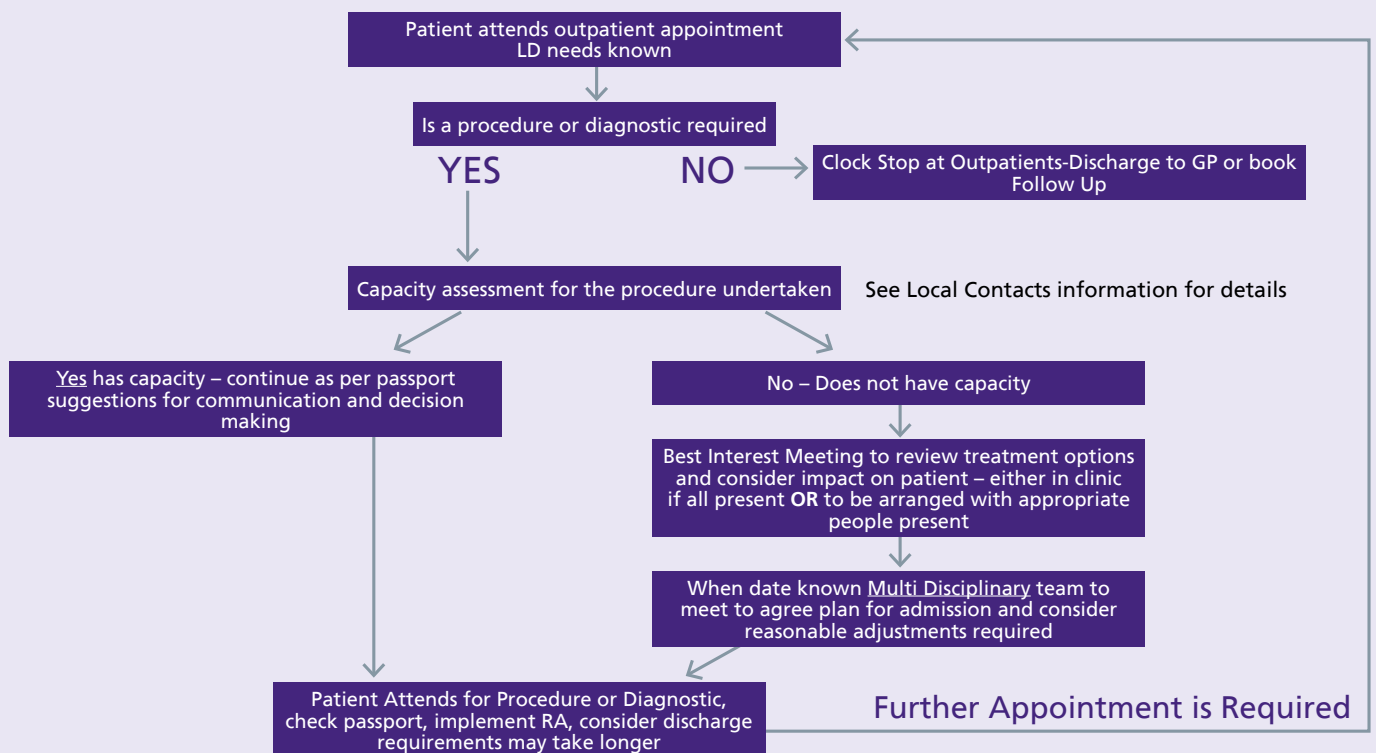 Patient attends outpatient appointment
LD needs known
Is a procedure or diagnostic required
YES
NO
Clock Stop at Outpatients-Discharge to GP or book
Follow Up
Capacity assessment for the procedure undertaken
See Local Contacts information for details
Yes has capacity – continue as per passport
suggestions for communication and decision
making
No – Does not have capacity
Best Interest Meeting to review treatment options
and consider impact on patient – either in clinic
if all present OR to be arranged with appropriate
people present
When date known Multi Disciplinary team to
meet to agree plan for admission and consider
reasonable adjustments required
Patient Attends for Procedure or Diagnostic,
check passport, implement RA, consider discharge
requirements may take longer
Further Appointment is Required